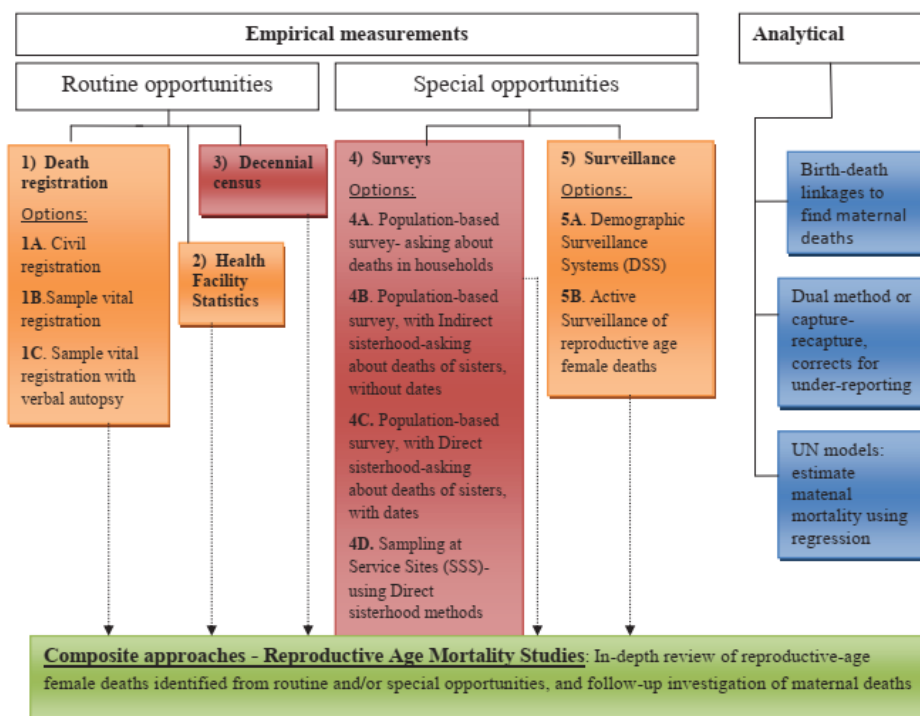 Empirical measurements
Analytical
Routine opportunities
Special opportunities
1) Death
registration
Options:
1A. Civil
registration
1B.Sample vital
registration
1C. Sample vital
registration with
verbal autopsy
2) Health
Facility
Statistics
3) Decennial
census
4) Surveys
Options:
4A. Population-based
survey- asking about
deaths in households
4B. Population-based
survey, with Indirect
sisterhood-asking
about deaths of sisters,
without dates
4C. Population-based
survey, with Direct
sisterhood-asking
about deaths of sisters,
with dates
4D. Sampling at
Service Sites (SSS)-
using Direct
sisterhood methods
5) Surveillance
Options:
5A. Demographic
Surveillance
Systems (DSS)
5B. Active
Surveillance of
reproductive age
female deaths
Birth-death
linkages to
find maternal
deaths
Dual method or
capture-
recapture,
corrects for
under-reporting
UN models:
estimate
matenal
mortality using
regression
Composite approaches - Reproductive Age Mortality Studies: In-depth review of reproductive-age
female deaths identified from routine and/or special opportunities, and follow-up investigation of maternal deaths